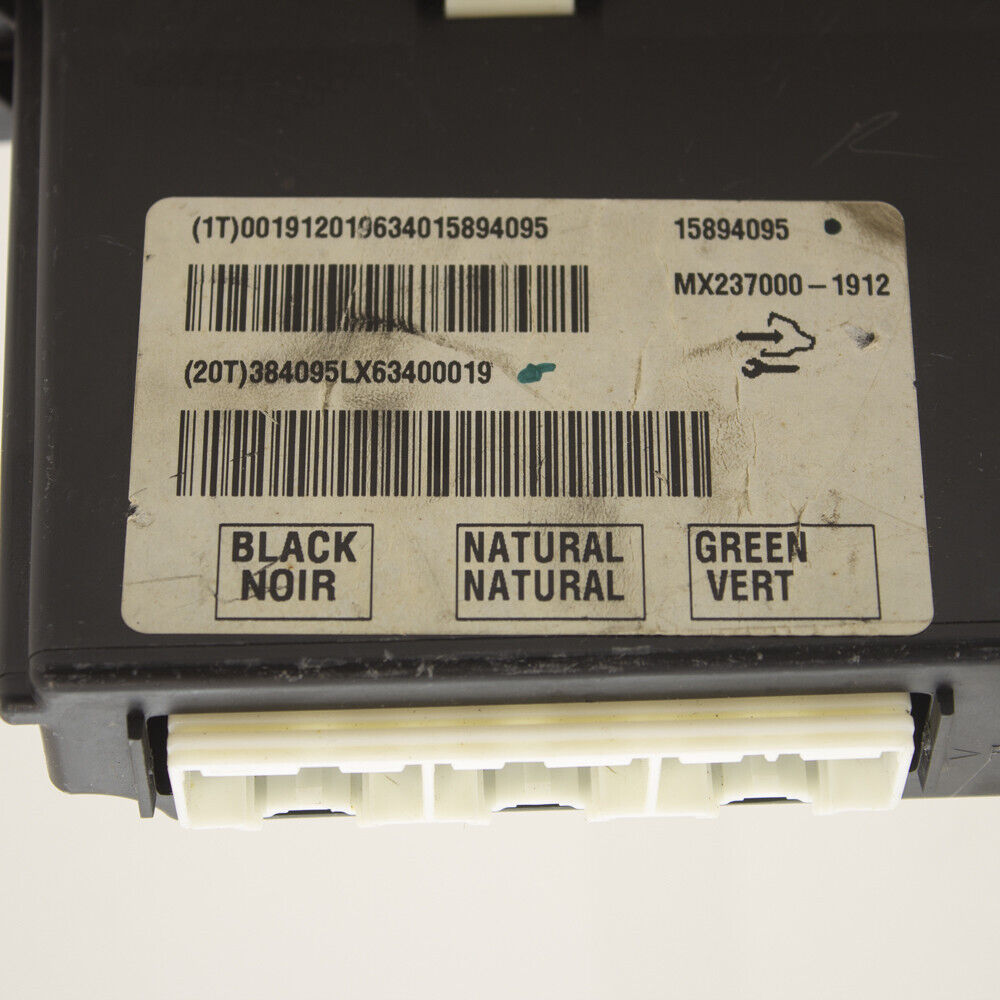 (1T)001912019634015894095
15894095
MX237000-1912
(20T)384095LX63400019
BLACK
NOIR
NATURAL
NATURAL
GREEN
VERT